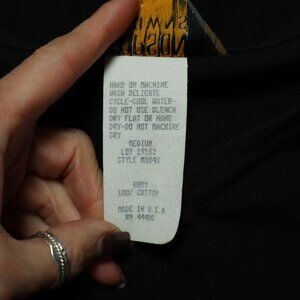 HAND OR MACHINE
WASH DELICATE
CYCLE-COOL WATER-
DO NOT USE BLEACH
DRY FLAT OR HANG
DRY-DO NOT MACHINE
DRY
MEDIUM
LOT 19102
STYLE M3843
BODY
100% COTTON
MADE IN U.S.A
RN 44400